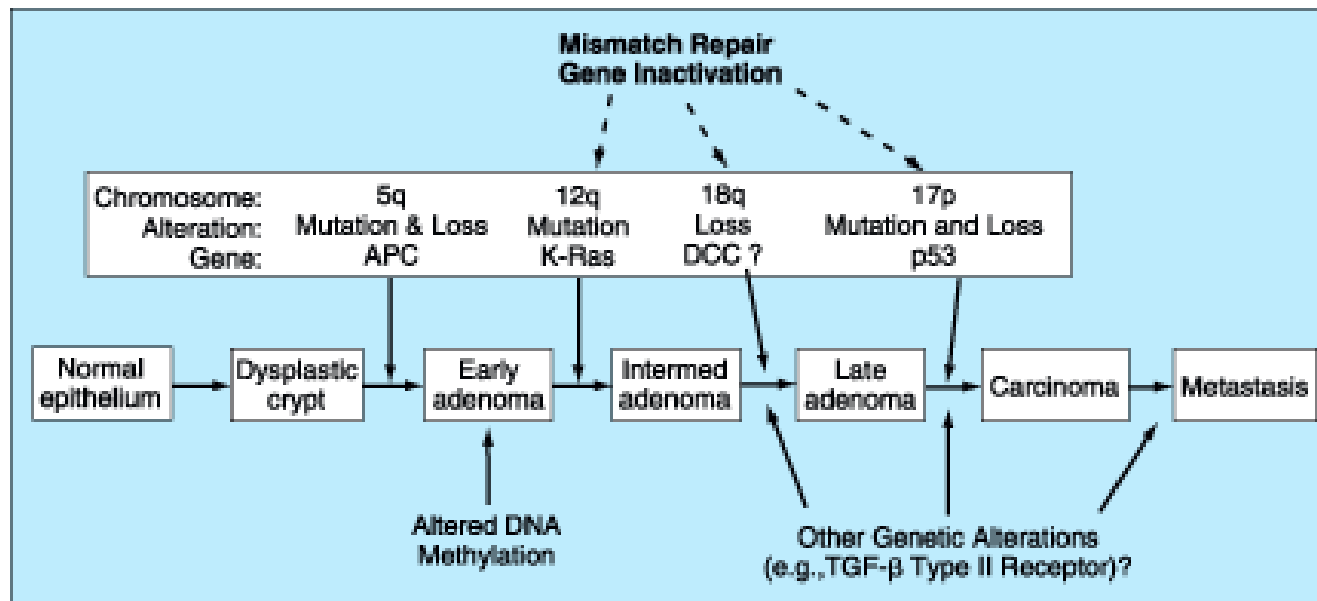 Mismatch Repair
Gene Inactivation
Chromosome: 5q 12q 18q 17p
Alteration: Mutation & Loss Mutation Loss Mutation and Loss
Gene: APC K-Ras DCC ? p53
Normal epithelium
Dysplastic crypt
Early adenoma
Intermed adenoma
Late adenoma
Carcinoma
Metastasis
Altered DNA
Methylation
Other Genetic Alterations
(e.g.,TGF-β Type II Receptor)?